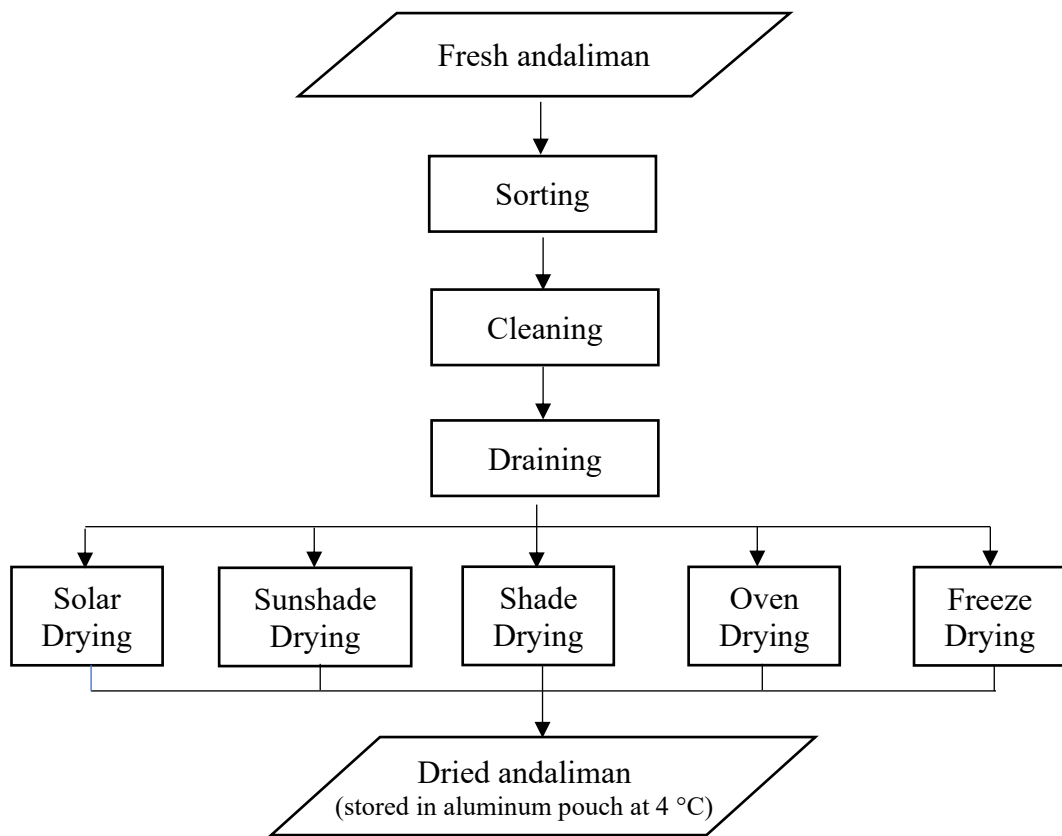 Fresh andaliman
Sorting
Cleaning
Draining
Solar
Drying
Sunshade
Drying
Shade
Drying
Oven
Drying
Freeze
Drying
Dried andaliman
(stored in aluminum pouch at 4 °C)